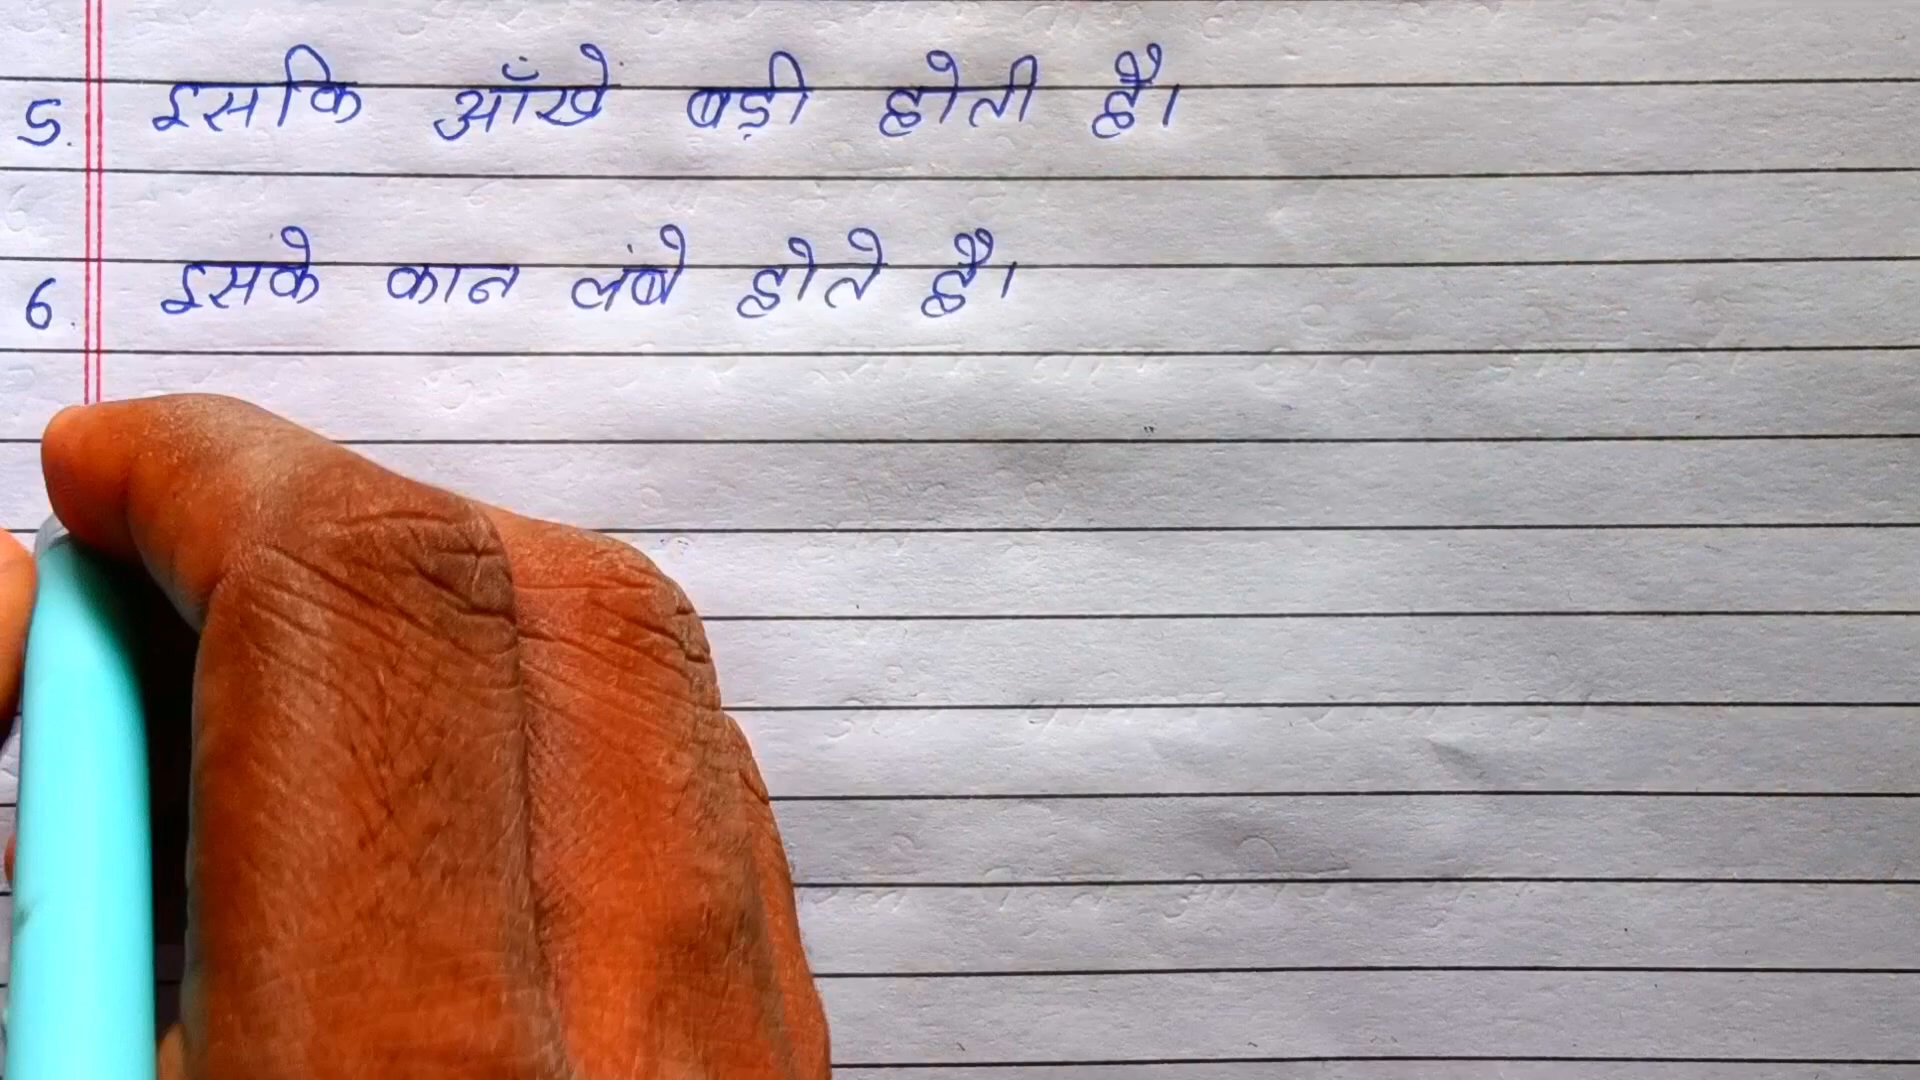 5. इसकि आँखे बड़ी होती है।
6. इसके कान लंबे होते है।